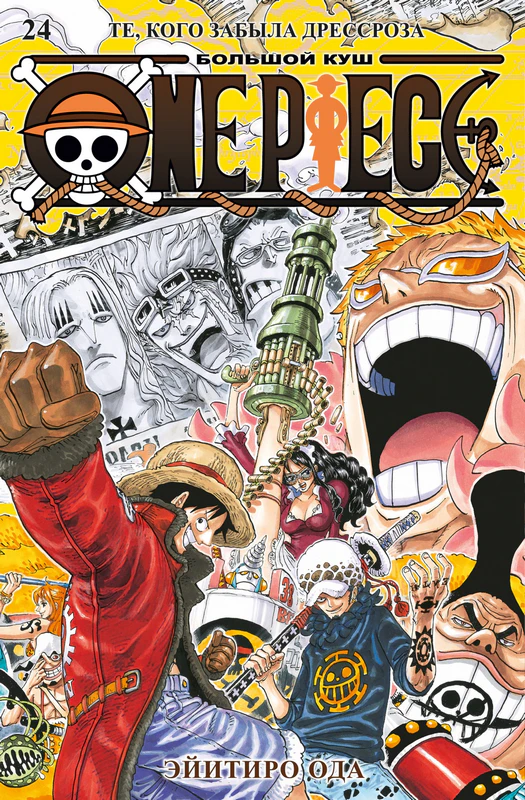 24 ТЕ, КОГО ЗАБЫЛА ДРЕССРОЗА
БОЛЬШОЙ КУШ
ONE PIECE
ЭЙИТИРО ОДА